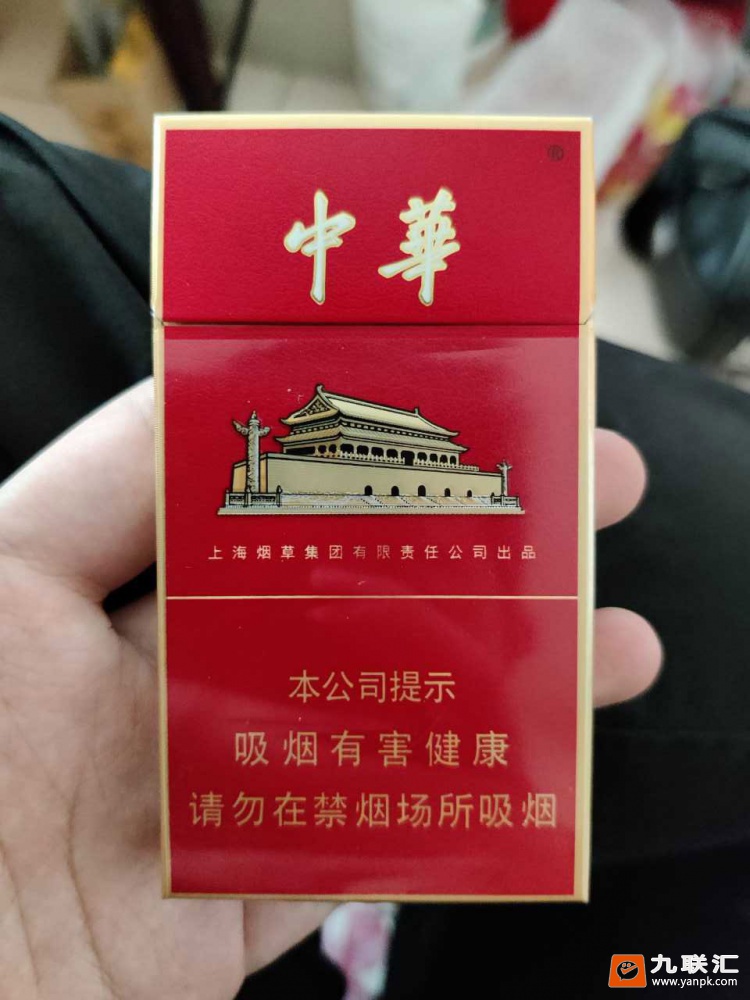 ®
中華
上海烟草集团有限责任公司出品
本公司提示
吸烟有害健康
请勿在禁烟场所吸烟
九联汇
www.yanpk.com